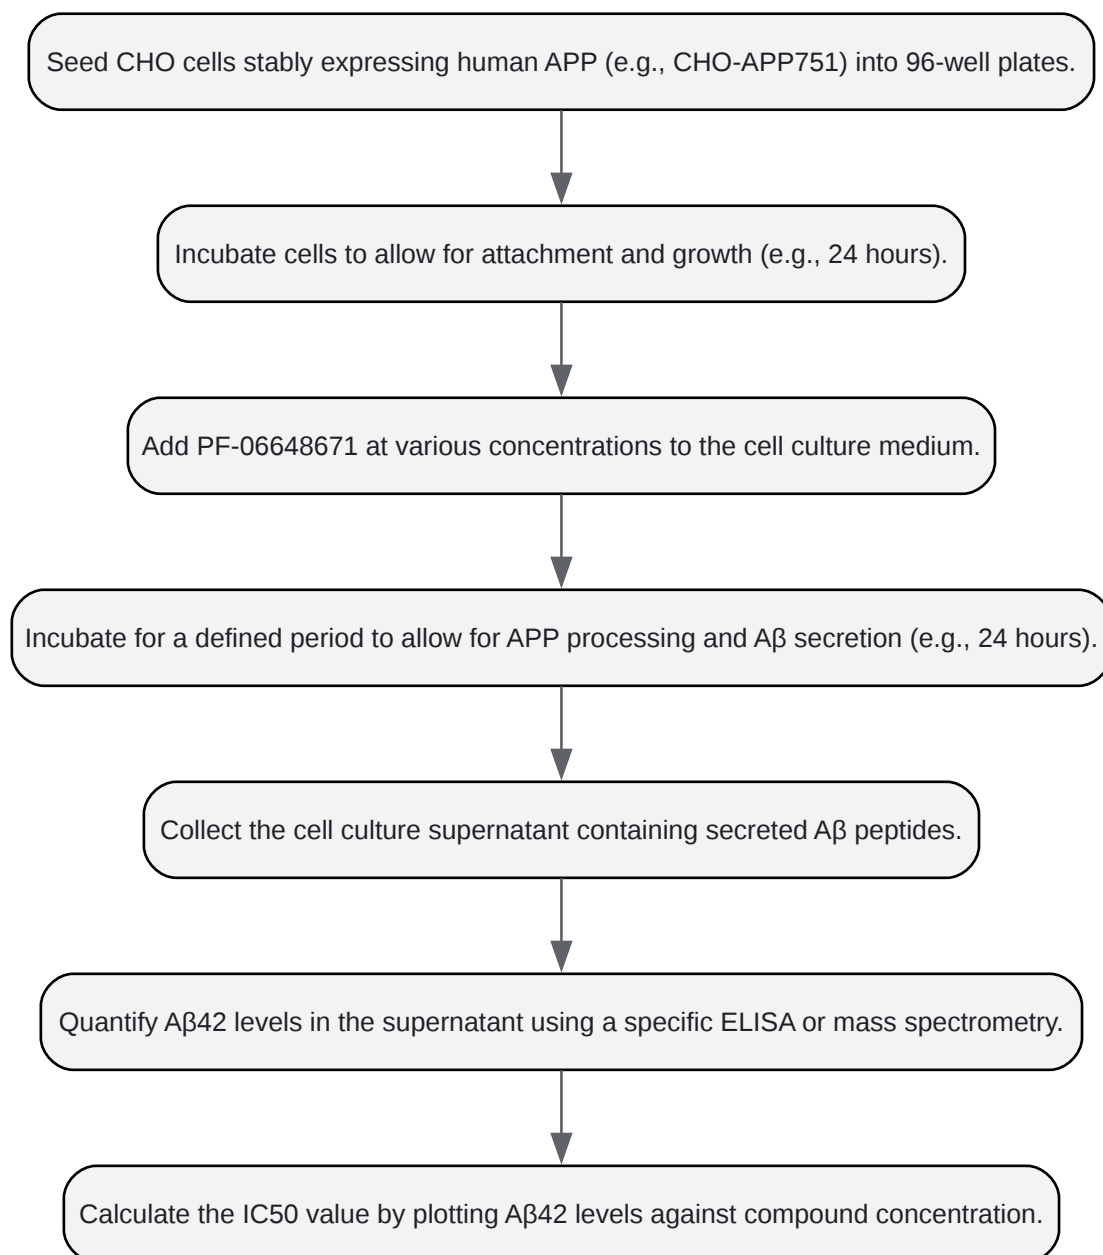 Seed CHO cells stably expressing human APP (e.g., CHO-APP751) into 96-well plates.
Incubate cells to allow for attachment and growth (e.g., 24 hours).
Add PF-06648671 at various concentrations to the cell culture medium.
Incubate for a defined period to allow for APP processing and Aβ secretion (e.g., 24 hours).
Collect the cell culture supernatant containing secreted Aβ peptides.
Quantify Aβ42 levels in the supernatant using a specific ELISA or mass spectrometry.
Calculate the IC50 value by plotting Aβ42 levels against compound concentration.